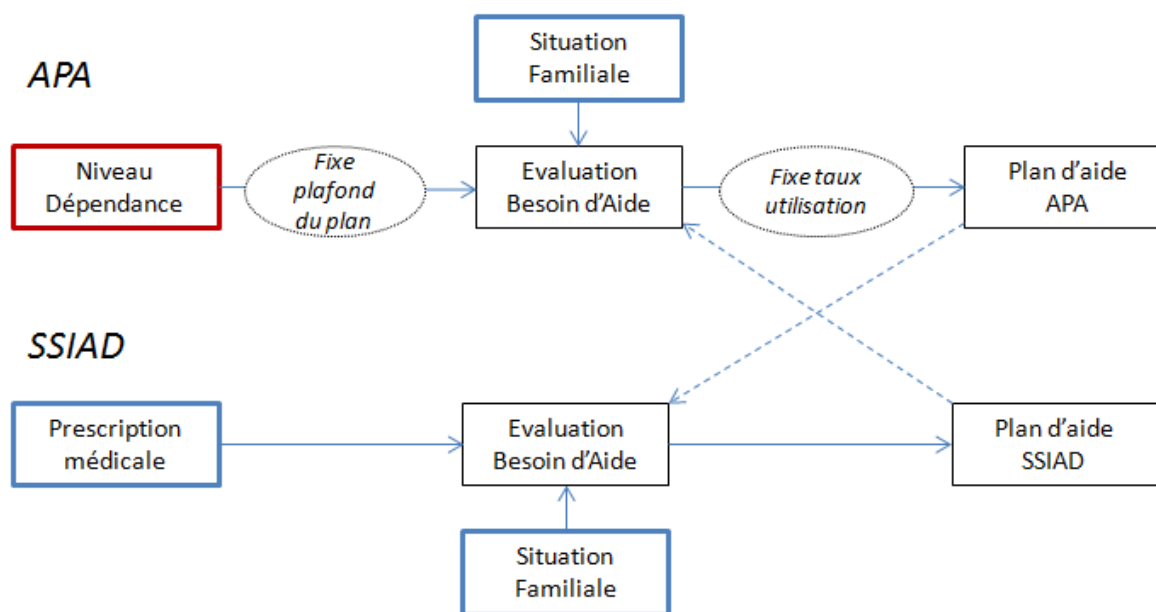 Situation
Familiale
APA
Niveau
Dépendance
Fixe
plafond
du plan
Evaluation
Besoin d'Aide
Fixe taux
utilisation
Plan d'aide
APA
SSIAD
Prescription
médicale
Evaluation
Besoin d'Aide
Plan d'aide
SSIAD
Situation
Familiale